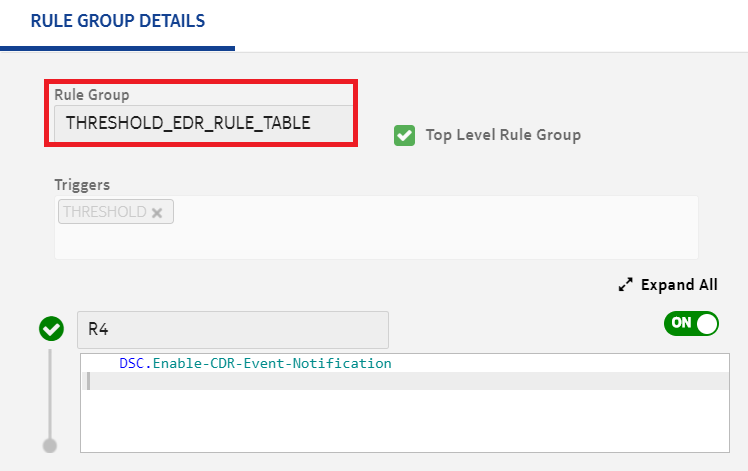 RULE GROUP DETAILS
Rule Group
THRESHOLD_EDR_RULE_TABLE
Top Level Rule Group
Triggers
THRESHOLD
Expand All
R4
ON
DSC.Enable-CDR-Event-Notification